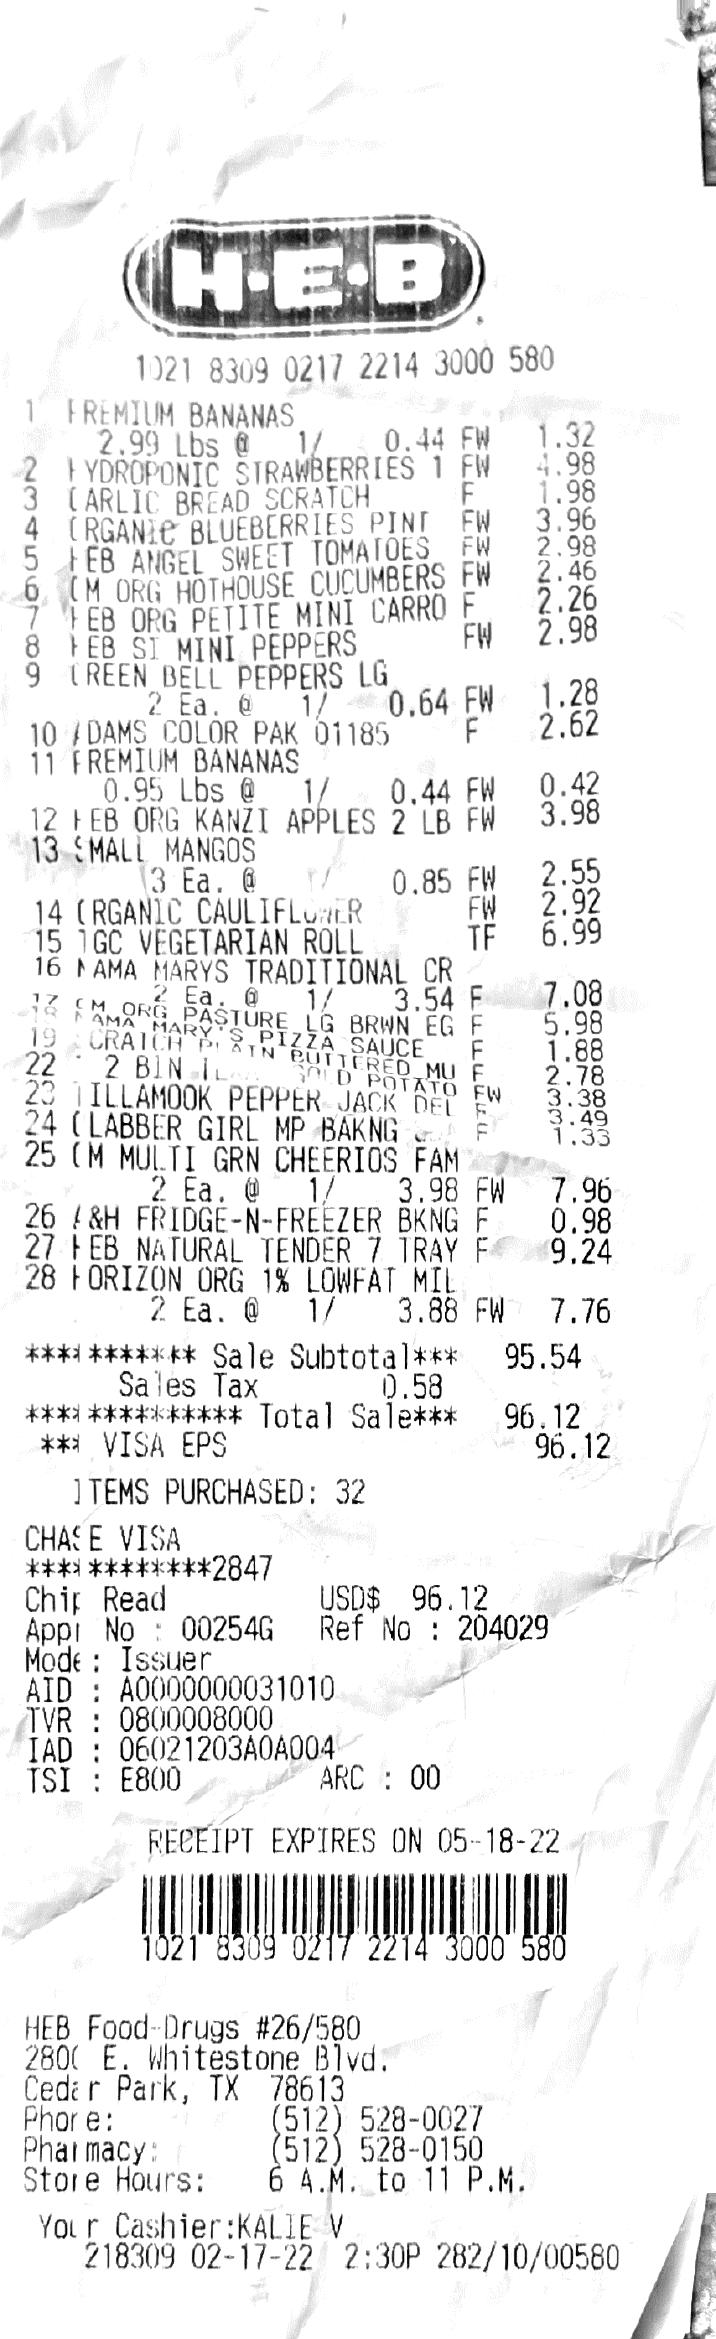 H-E-B
1021 8309 0217 2214 3000 580
1 PREMIUM BANANAS
2.99 Lbs @ 1/ 0.44 FW 1.32
2 HYDROPONIC STRAWBERRIES 1 FW 4.98
3 GARLIC BREAD SCRATCH F 1.98
4 ORGANIC BLUEBERRIES PINT FW 3.96
5 HEB ANGEL SWEET TOMATOES FW 2.98
6 CM ORG HOTHOUSE CUCUMBERS FW 2.46
7 HEB ORG PETITE MINI CARRO F 2.26
8 HEB SI MINI PEPPERS FW 2.98
9 GREEN BELL PEPPERS LG
2 Ea. @ 1/ 0.64 FW 1.28
10 ADAMS COLOR PAK 01185 F 2.62
11 PREMIUM BANANAS
0.95 Lbs @ 1/ 0.44 FW 0.42
12 HEB ORG KANZI APPLES 2 LB FW 3.98
13 SMALL MANGOS
3 Ea. @ 1/ 0.85 FW 2.55
14 ORGANIC CAULIFLOWER FW 2.92
15 TGC VEGETARIAN ROLL TF 6.99
16 MAMA MARYS TRADITIONAL CR
2 Ea. @ 1/ 3.54 F 7.08
17 CM ORG PASTURE LG BRWN EG F 5.98
18 MAMA MARY'S PIZZA SAUCE F 1.88
19 SCRATCH PLAIN BUTTERED MU F 2.78
22 2 BIN GOLD POTATO FW 3.38
23 TILLAMOOK PEPPER JACK DEL F 3.49
24 CLABBER GIRL MP BAKNG F 1.33
25 GM MULTI GRN CHEERIOS FAM
2 Ea. @ 1/ 3.98 FW 7.96
26 A&H FRIDGE-N-FREEZER BKNG F 0.98
27 HEB NATURAL TENDER 7 TRAY F 9.24
28 HORIZON ORG 1% LOWFAT MIL
2 Ea. @ 1/ 3.88 FW 7.76
*********** Sale Subtotal*** 95.54
Sales Tax 0.58
*************** Total Sale*** 96.12
*** VISA EPS 96.12
ITEMS PURCHASED: 32
CHASE VISA
************2847
Chip Read USD$ 96.12
Appr No : 00254G Ref No : 204029
Mode : Issuer
AID : A0000000031010
TVR : 0800008000
IAD : 06021203A0A004
TSI : E800 ARC : 00
RECEIPT EXPIRES ON 05-18-22
1021 8309 0217 2214 3000 580
HEB Food-Drugs #26/580
2800 E. Whitestone Blvd.
Cedar Park, TX 78613
Phone: (512) 528-0027
Pharmacy: (512) 528-0150
Store Hours: 6 A.M. to 11 P.M.
Your Cashier:KALIE V
218309 02-17-22 2:30P 282/10/00580